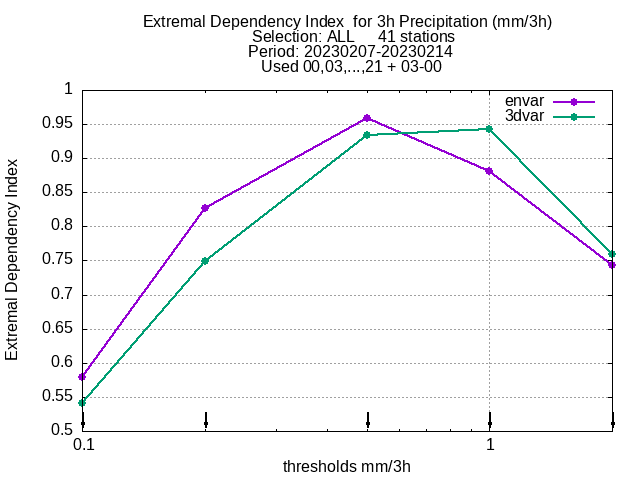 Extremal Dependency Index  for 3h Precipitation (mm/3h)
Selection: ALL     41 stations
Period: 20230207-20230214
Used 00,03,...,21 + 03-00
envar
3dvar
1
0.95
0.9
0.85
0.8
0.75
0.7
0.65
0.6
0.55
0.5
Extremal Dependency Index
0.1 1
thresholds mm/3h